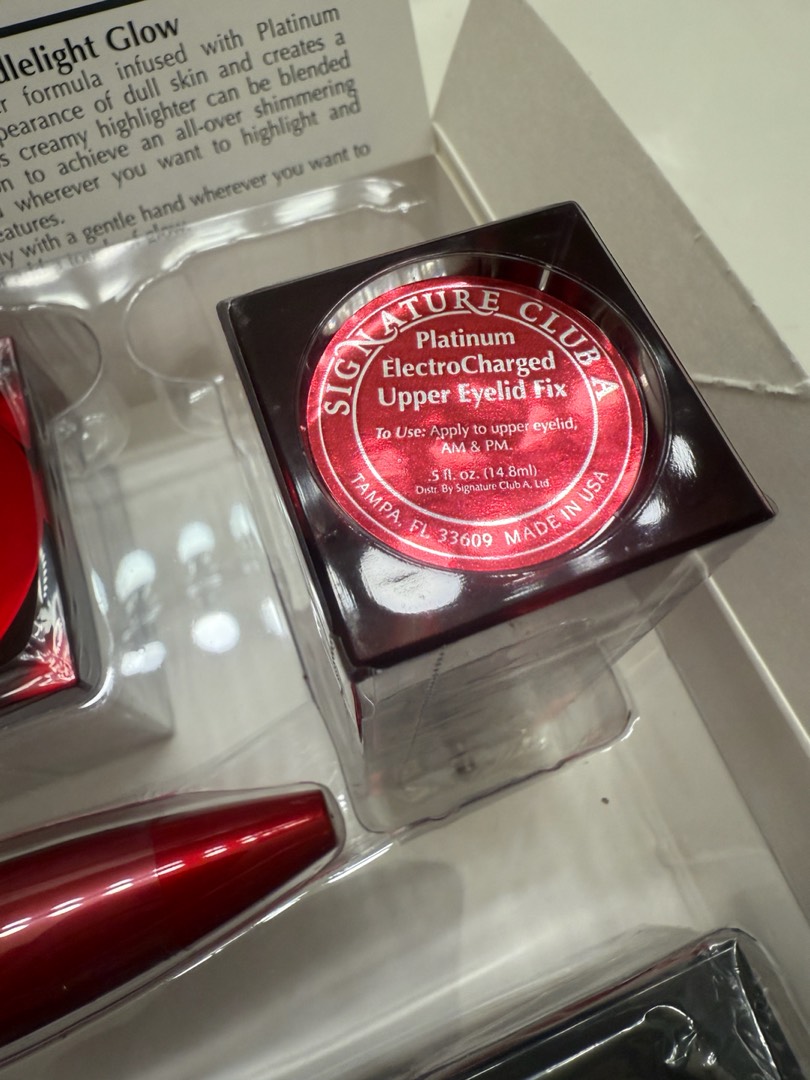 dlelight Glow
r formula infused with Platinum
pearance of dull skin and creates a
s creamy highlighter can be blended
n to achieve an all-over shimmering
wherever you want to highlight and
eatures.
ly with a gentle hand wherever you want to
SIGNATURE CLUB A
Platinum
ElectroCharged
Upper Eyelid Fix
To Use: Apply to upper eyelid,
AM & PM.
.5 fl. oz. (14.8ml)
Distr. By Signature Club A, Ltd.
TAMPA, FL 33609 MADE IN USA